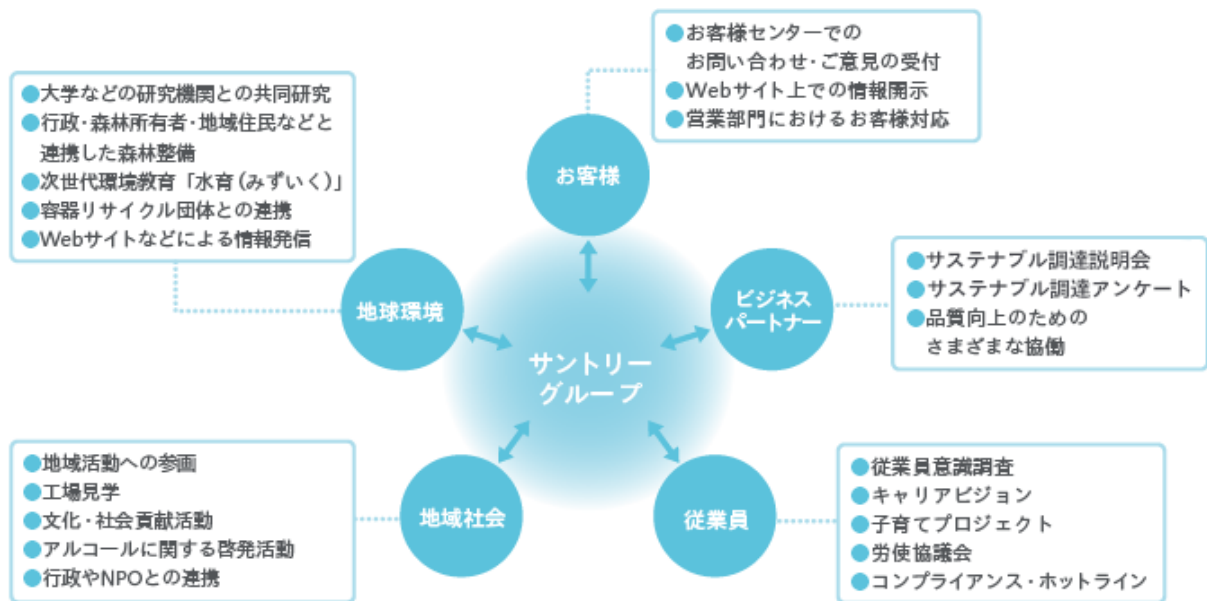 ●お客様センターでの
お問い合わせ・ご意見の受付
●Webサイト上での情報開示
●営業部門におけるお客様対応
●大学などの研究機関との共同研究
●行政・森林所有者・地域住民などと
連携した森林整備
●次世代環境教育「水育(みずいく)」
●容器リサイクル団体との連携
●Webサイトなどによる情報発信
お客様
●サステナブル調達説明会
●サステナブル調達アンケート
●品質向上のための
さまざまな協働
地球環境
ビジネス
パートナー
サントリー
グループ
●地域活動への参画
●工場見学
●文化・社会貢献活動
●アルコールに関する啓発活動
●行政やNPOとの連携
地域社会
従業員
●従業員意識調査
●キャリアビジョン
●子育てプロジェクト
●労使協議会
●コンプライアンス・ホットライン